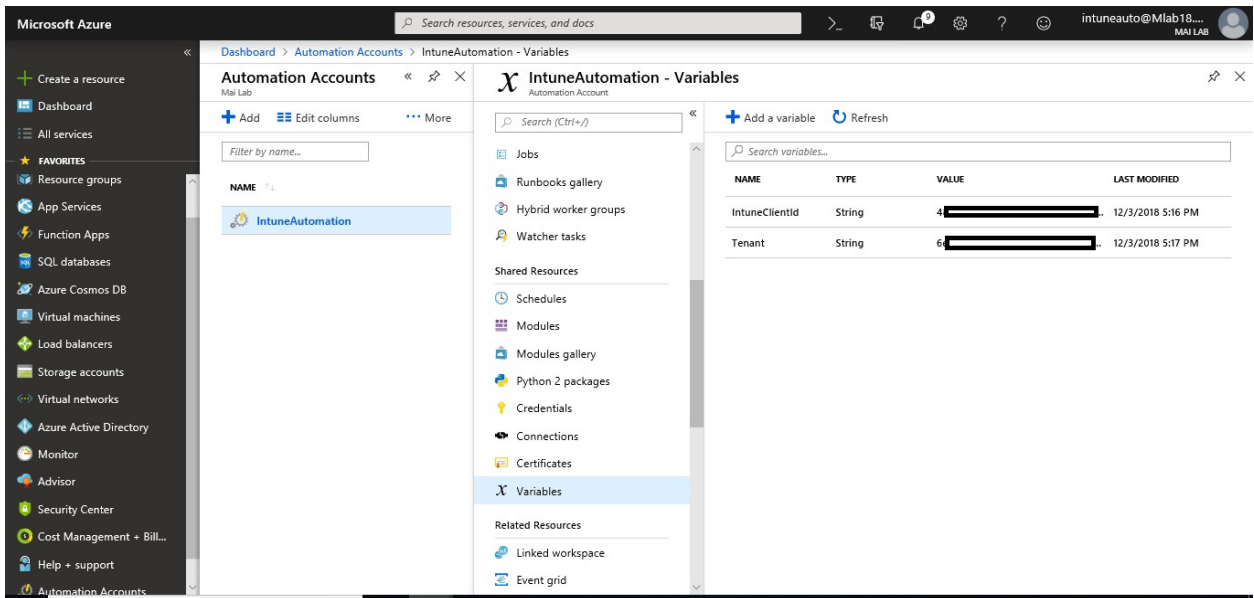 Microsoft Azure
Search resources, services, and docs
9
intuneauto@Mlab18....
MAI LAB
Dashboard > Automation Accounts > IntuneAutomation - Variables
Create a resource
Dashboard
All services
FAVORITES
Resource groups
App Services
Function Apps
SQL databases
Azure Cosmos DB
Virtual machines
Load balancers
Storage accounts
Virtual networks
Azure Active Directory
Monitor
Advisor
Security Center
Cost Management + Bill...
Help + support
Automation Accounts
Automation Accounts
Mai Lab
Add Edit columns ••• More
Filter by name...
NAME
IntuneAutomation
IntuneAutomation - Variables
Automation Account
Search (Ctrl+/)
Jobs
Runbooks gallery
Hybrid worker groups
Watcher tasks
Shared Resources
Schedules
Modules
Modules gallery
Python 2 packages
Credentials
Connections
Certificates
Variables
Related Resources
Linked workspace
Event grid
Add a variable Refresh
Search variables...
NAME TYPE VALUE LAST MODIFIED
IntuneClientId String 12/3/2018 5:16 PM
Tenant String 12/3/2018 5:17 PM